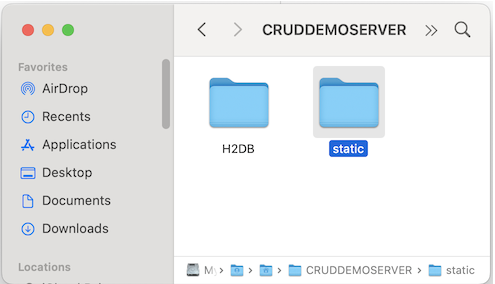 CRUDDEMOSERVER
Favorites
AirDrop
Recents
Applications
Desktop
Documents
Downloads
Locations
H2DB
static
CRUDDEMOSERVER
static